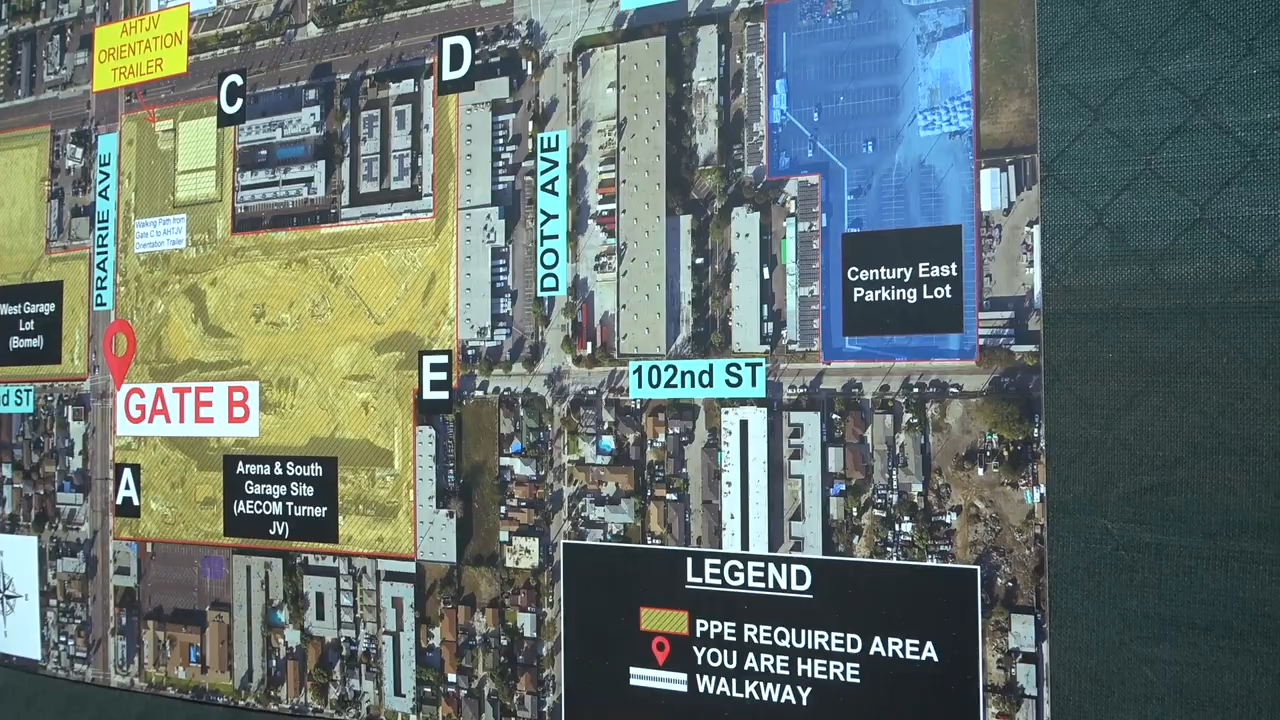 AHTJV
ORIENTATION
TRAILER
C
D
PRAIRIE AVE
DOTY AVE
Walking Path from
Gate C to AHTJV
Orientation Trailer
Century East
Parking Lot
West Garage
Lot
(Bomel)
E
102nd ST
ST
GATE B
A
Arena & South
Garage Site
(AECOM Turner
JV)
LEGEND
PPE REQUIRED AREA
YOU ARE HERE
WALKWAY